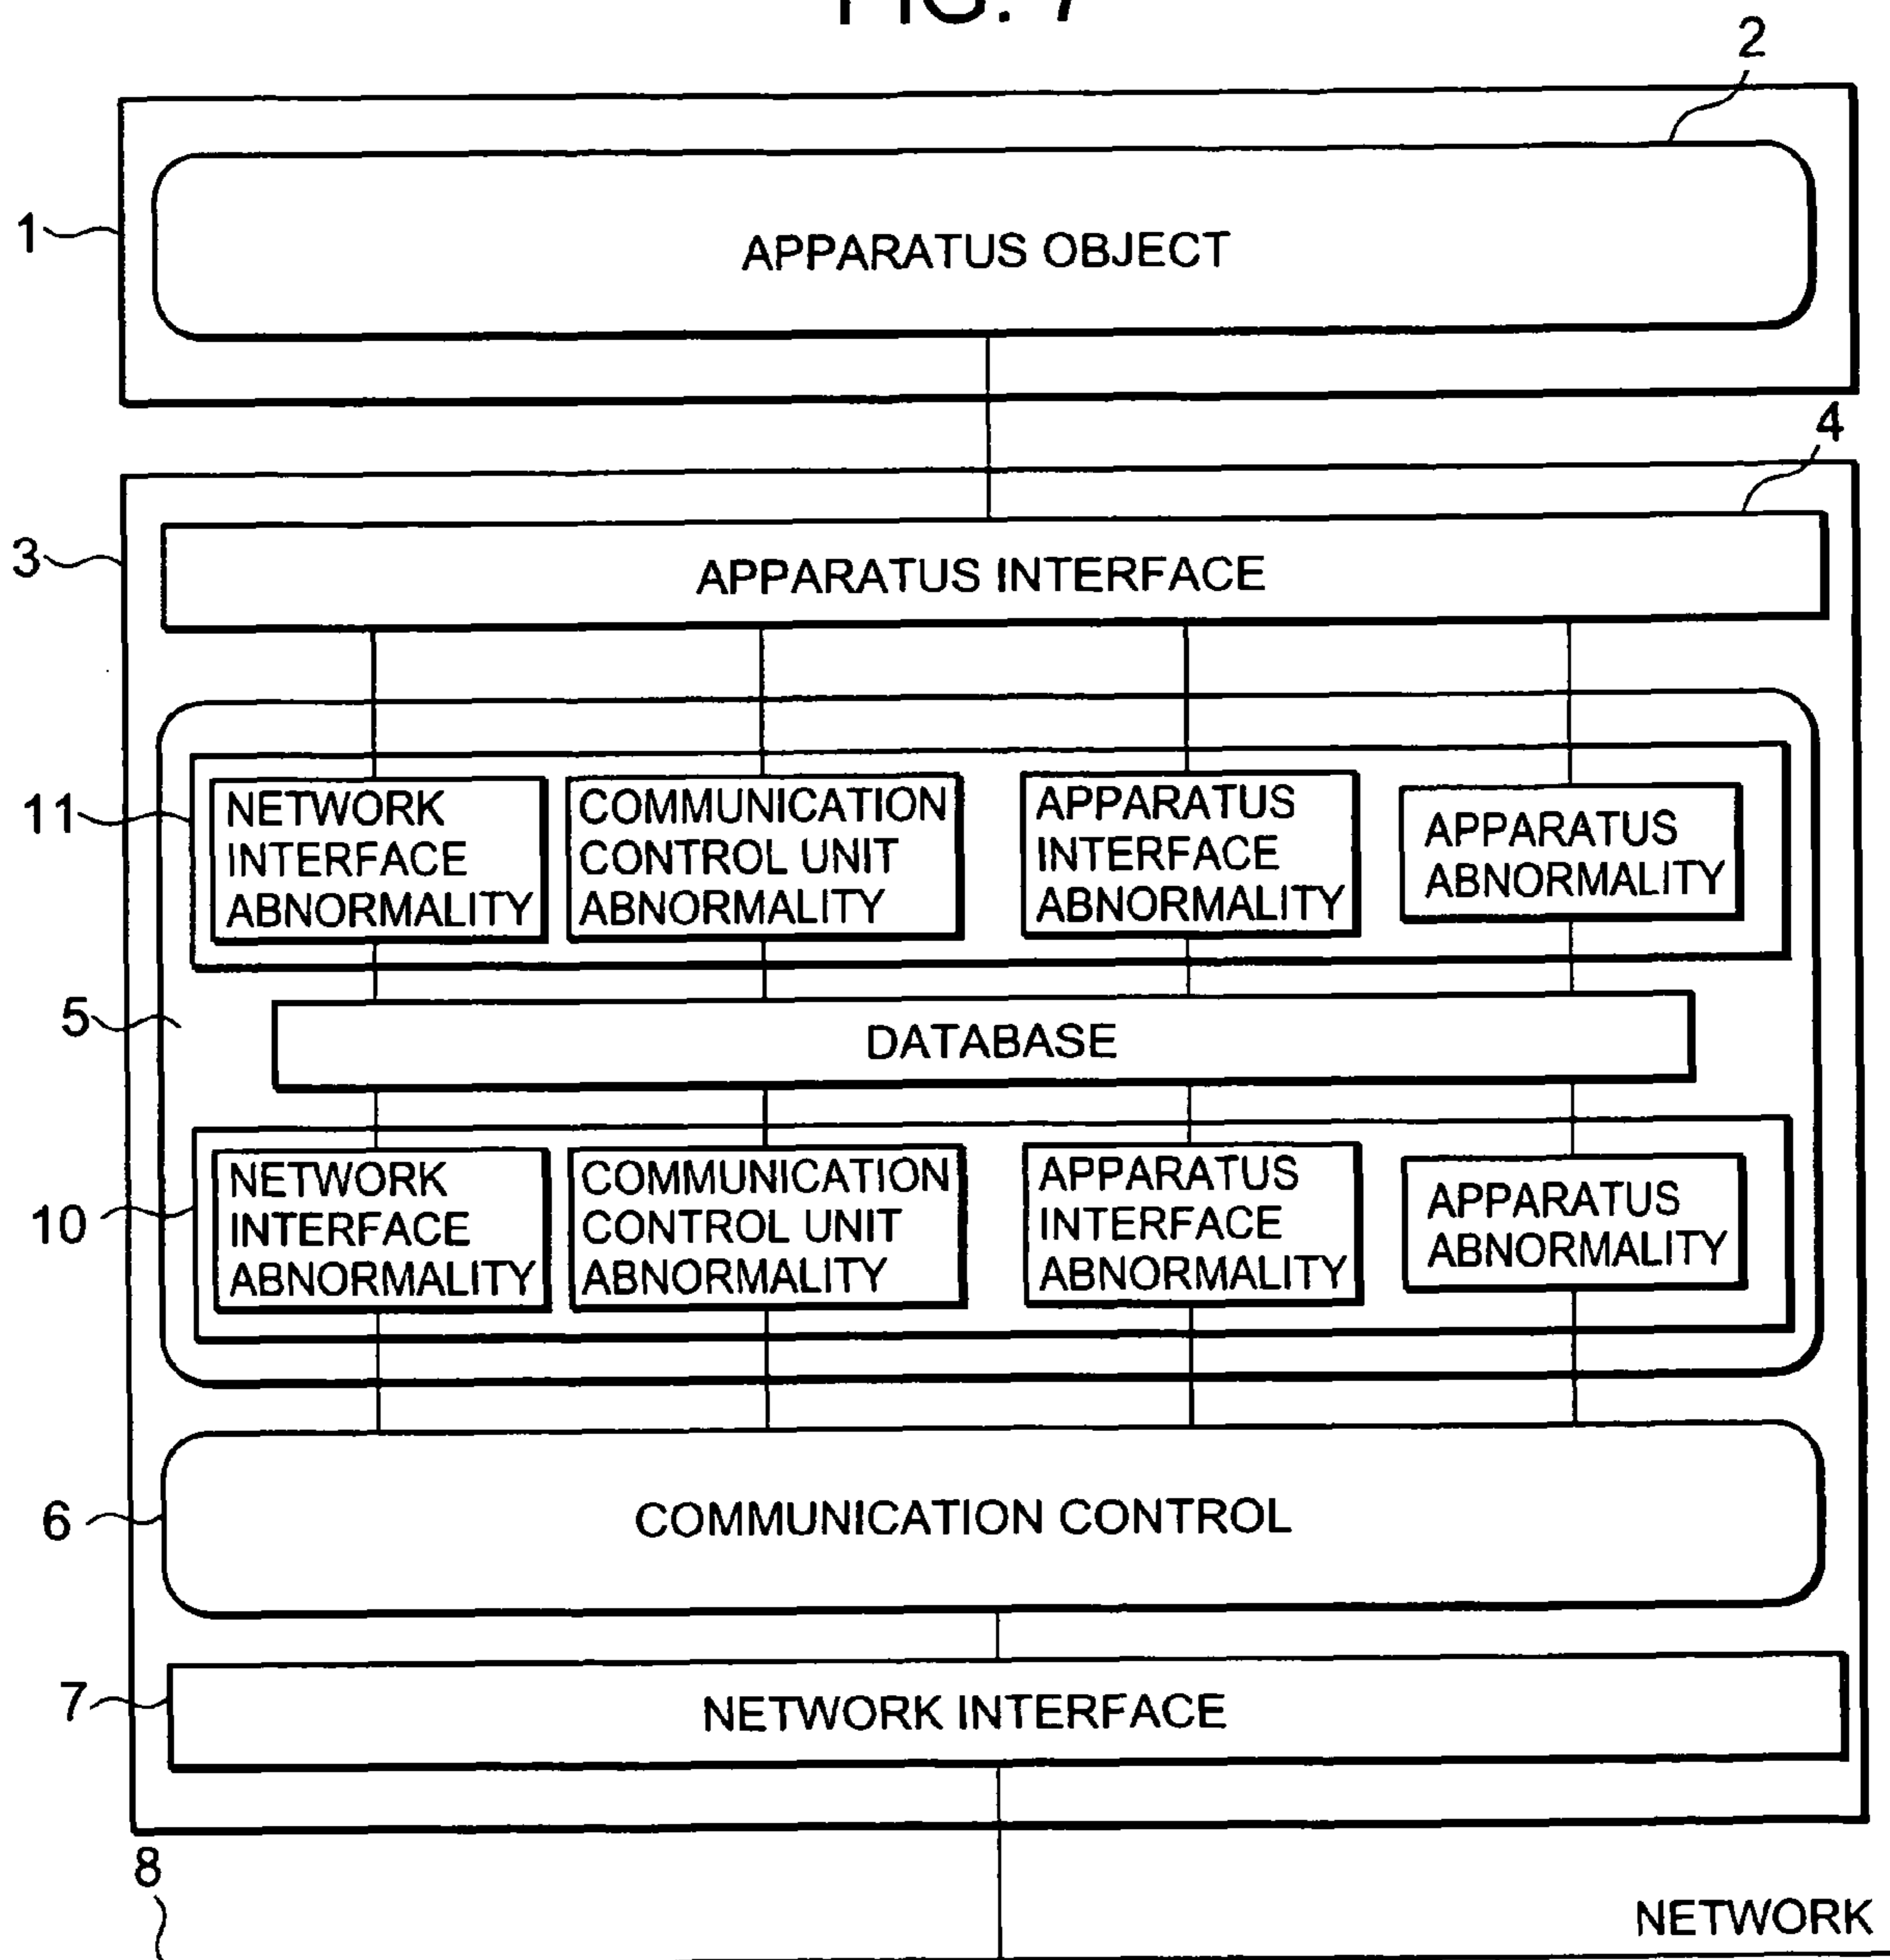 FIG. 7
2
1
APPARATUS OBJECT
4
3
APPARATUS INTERFACE
11
NETWORK
INTERFACE
ABNORMALITY
COMMUNICATION
CONTROL UNIT
ABNORMALITY
APPARATUS
INTERFACE
ABNORMALITY
APPARATUS
ABNORMALITY
5
DATABASE
10
NETWORK
INTERFACE
ABNORMALITY
COMMUNICATION
CONTROL UNIT
ABNORMALITY
APPARATUS
INTERFACE
ABNORMALITY
APPARATUS
ABNORMALITY
6
COMMUNICATION CONTROL
7
NETWORK INTERFACE
8
NETWORK